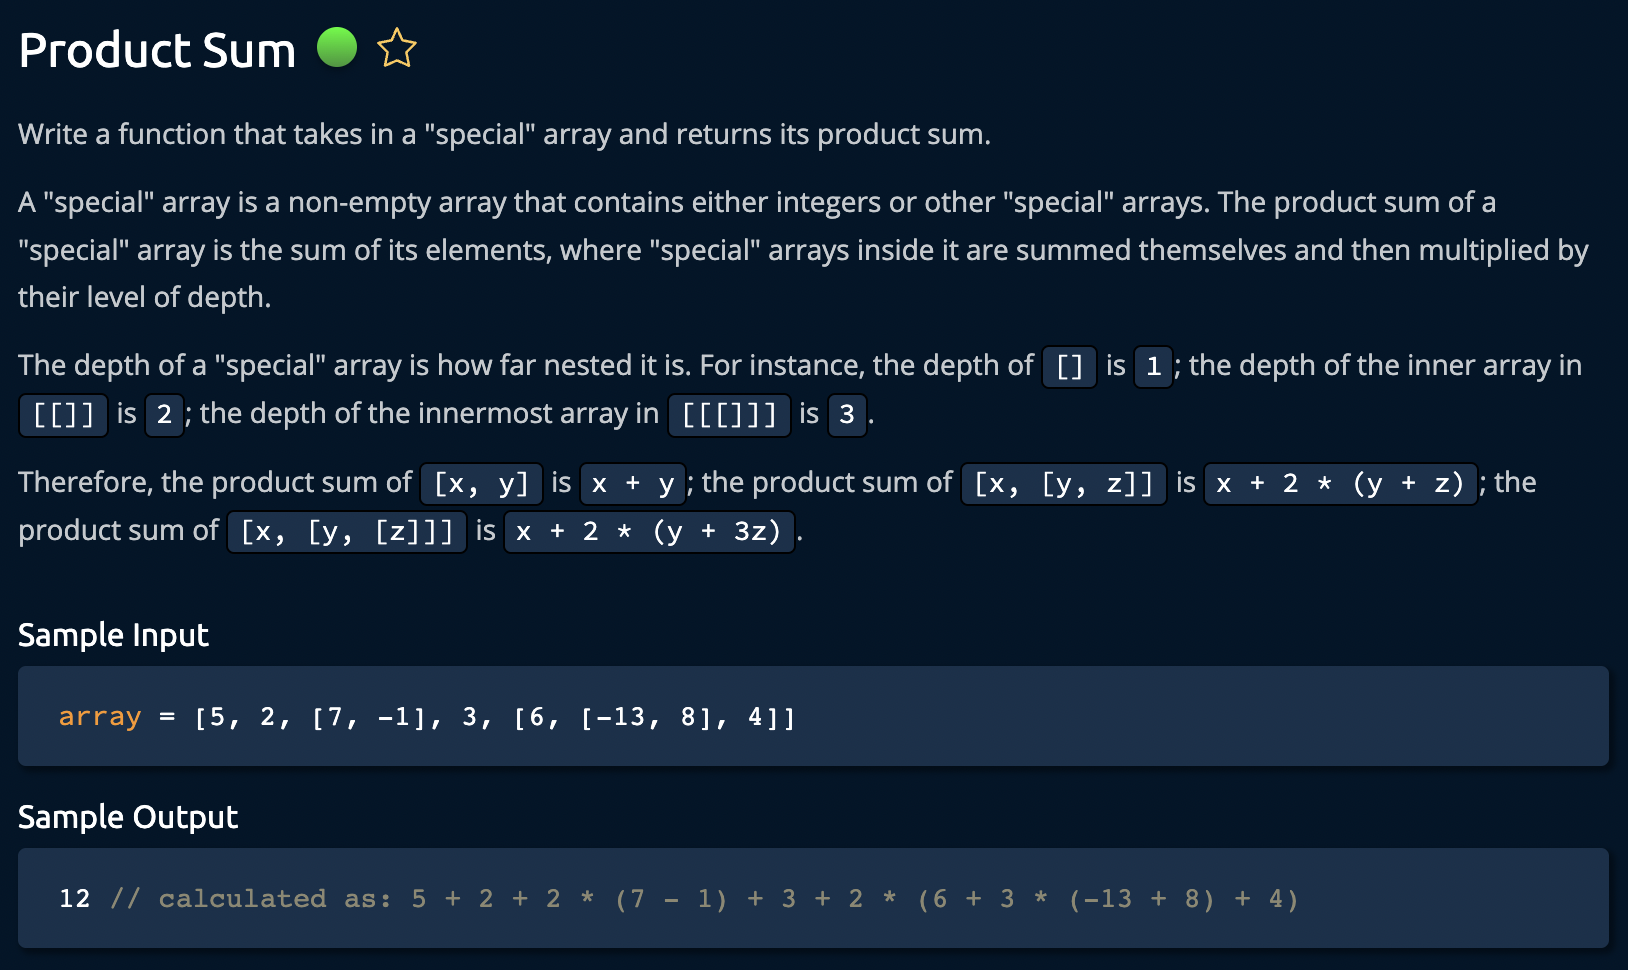 Product Sum
Write a function that takes in a "special" array and returns its product sum.
A "special" array is a non-empty array that contains either integers or other "special" arrays. The product sum of a
"special" array is the sum of its elements, where "special" arrays inside it are summed themselves and then multiplied by
their level of depth.
The depth of a "special" array is how far nested it is. For instance, the depth of [] is 1; the depth of the inner array in
[[]] is 2; the depth of the innermost array in [[[]]] is 3.
Therefore, the product sum of [x, y] is x + y; the product sum of [x, [y, z]] is x + 2 * (y + z); the
product sum of [x, [y, [z]]] is x + 2 * (y + 3z).
Sample Input
array = [5, 2, [7, -1], 3, [6, [-13, 8], 4]]
Sample Output
12 // calculated as: 5 + 2 + 2 * (7 - 1) + 3 + 2 * (6 + 3 * (-13 + 8) + 4)